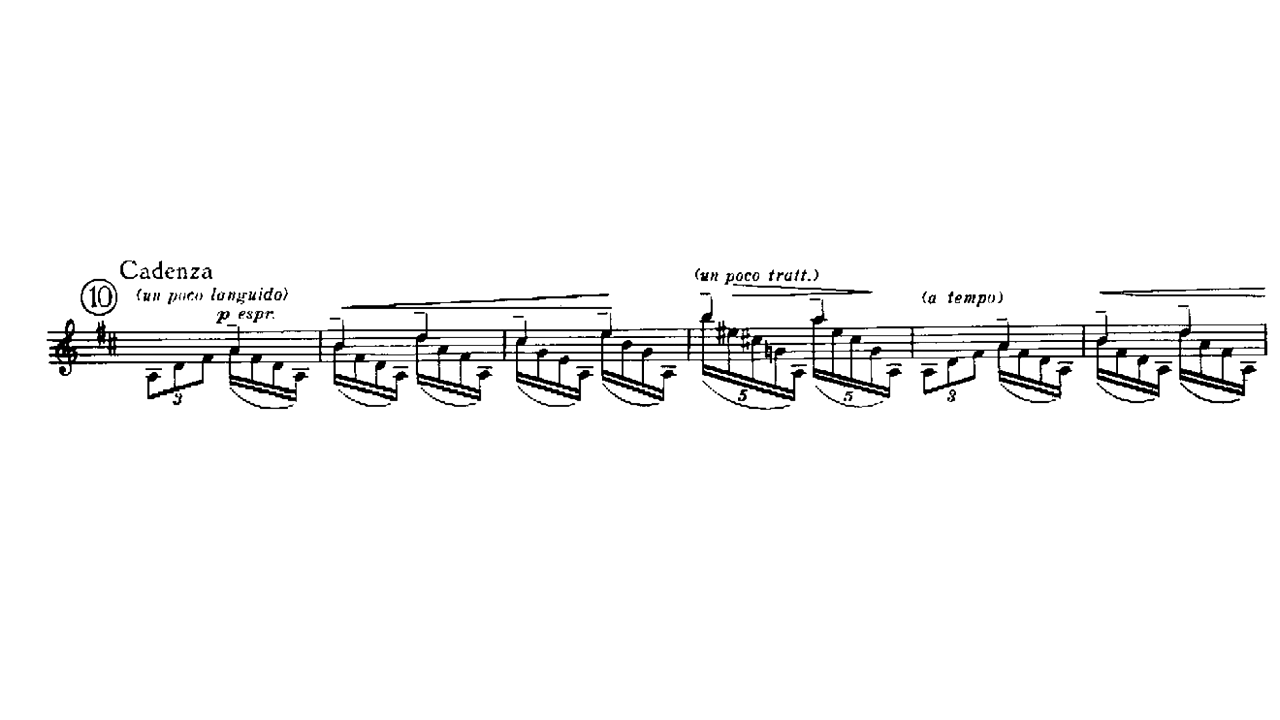 Cadenza
10 (un poco languido)
p espr.
(un poco tratt.)
(a tempo)
3 5 5 3